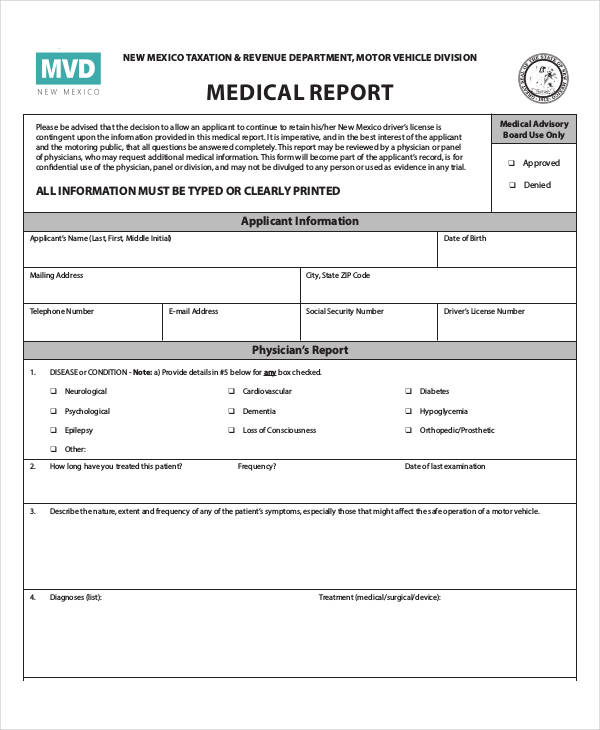 MVD
NEW MEXICO
NEW MEXICO TAXATION & REVENUE DEPARTMENT, MOTOR VEHICLE DIVISION
MEDICAL REPORT
Please be advised that the decision to allow an applicant to continue to retain his/her New Mexico driver's license is
contingent upon the information provided in this medical report. It is imperative, and in the best interest of the applicant
and the motoring public, that all questions be answered completely. This report may be reviewed by a physician or panel
of physicians, who may request additional medical information. This form will become part of the applicant's record, is for
confidential use of the physician, panel or division, and may not be divulged to any person or used as evidence in any trial.
ALL INFORMATION MUST BE TYPED OR CLEARLY PRINTED
Medical Advisory
Board Use Only
❑ Approved
❑ Denied
Applicant Information
Applicant's Name (Last, First, Middle Initial) Date of Birth
Mailing Address City, State ZIP Code
Telephone Number E-mail Address Social Security Number Driver's License Number
Physician's Report
1. DISEASE or CONDITION - Note: a) Provide details in #5 below for any box checked.
❑ Neurological ❑ Cardiovascular ❑ Diabetes
❑ Psychological ❑ Dementia ❑ Hypoglycemia
❑ Epilepsy ❑ Loss of Consciousness ❑ Orthopedic/Prosthetic
❑ Other:
2. How long have you treated this patient? Frequency? Date of last examination
3. Describe the nature, extent and frequency of any of the patient's symptoms, especially those that might affect the safe operation of a motor vehicle.
4. Diagnoses (list): Treatment (medical/surgical/device):